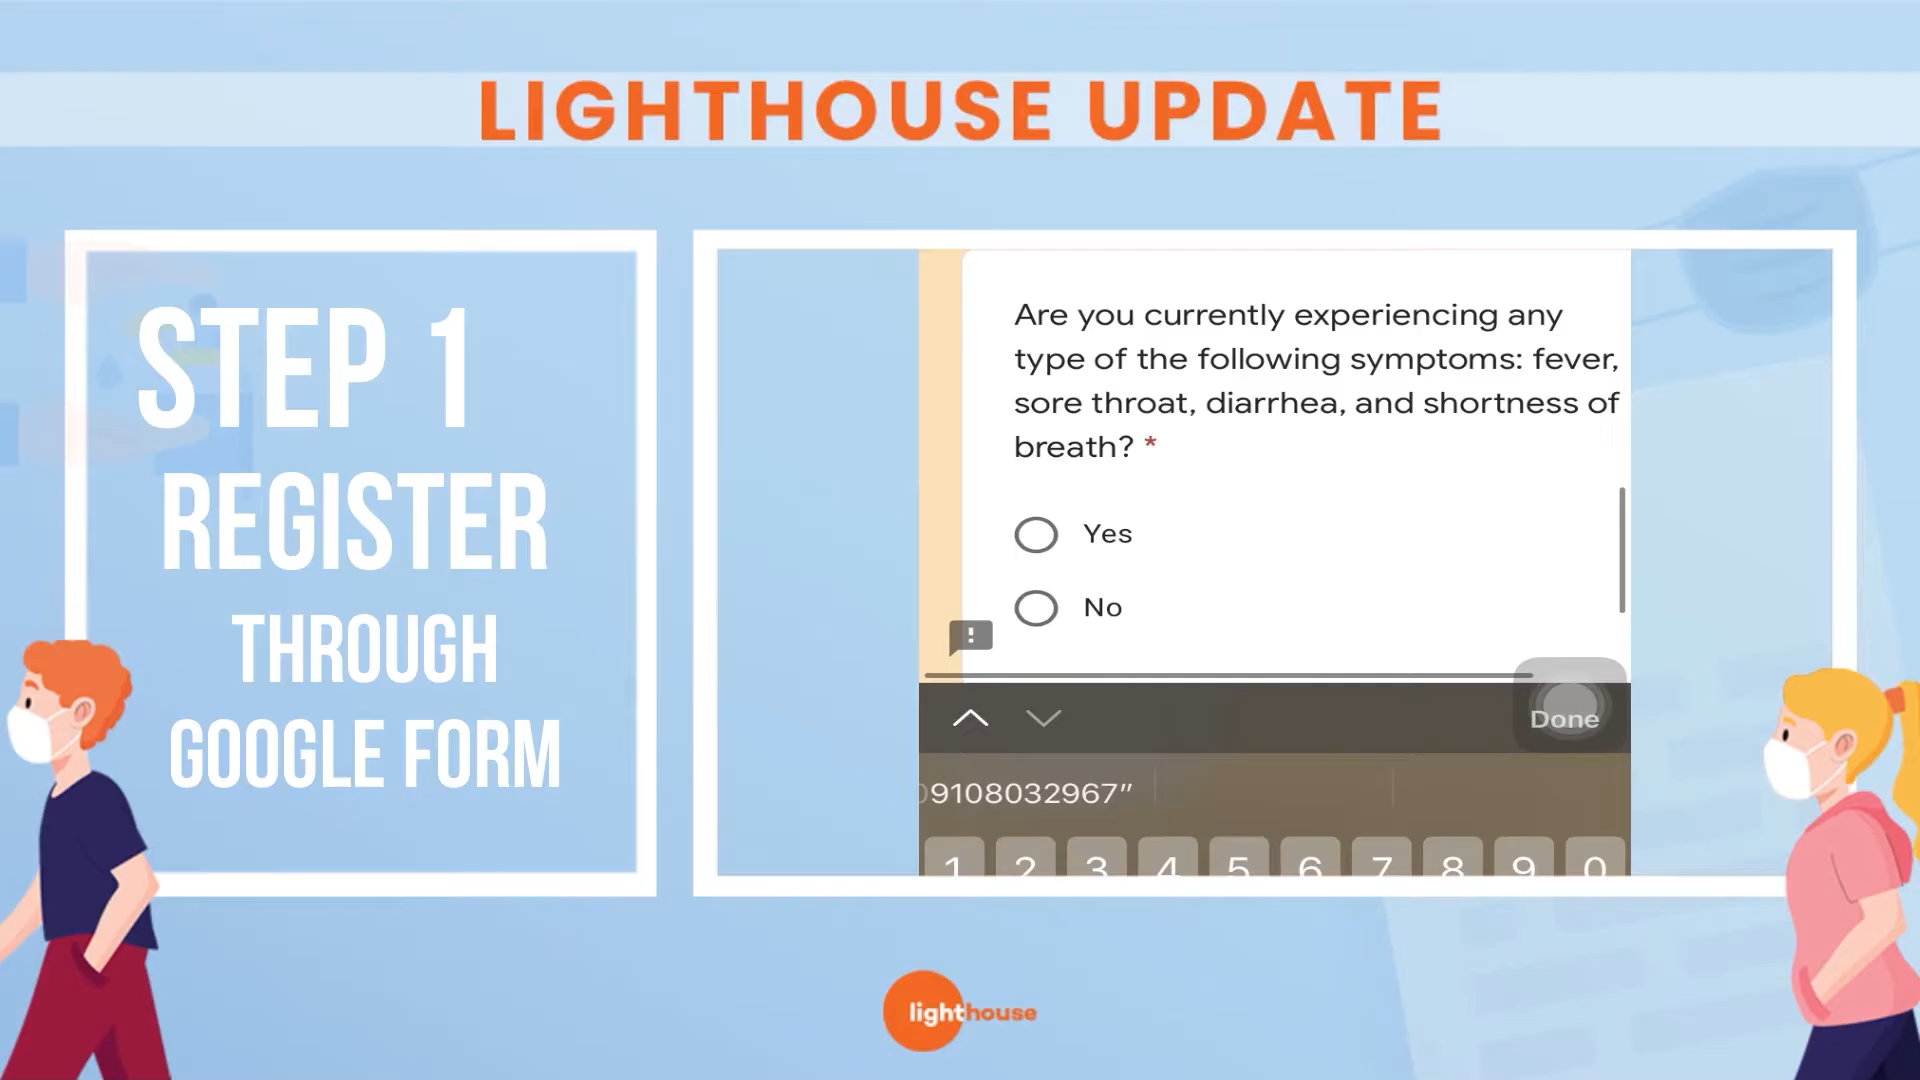 LIGHTHOUSE UPDATE
STEP 1
REGISTER
THROUGH
GOOGLE FORM
Are you currently experiencing any
type of the following symptoms: fever,
sore throat, diarrhea, and shortness of
breath? *
Yes
No
!
Done
09108032967”
1 2 3 4 5 6 7 8 9 0
lighthouse